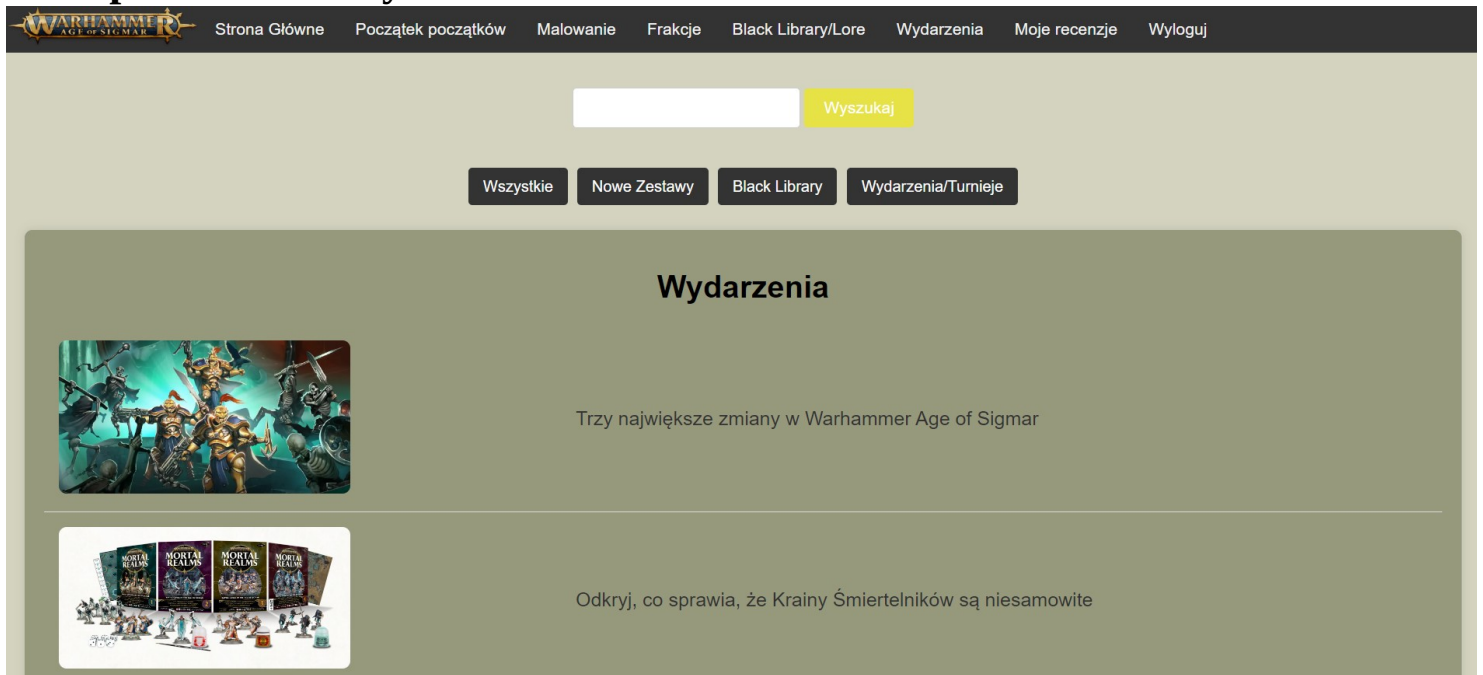 WARHAMMER
AGE OF SIGMAR
Strona Główne Początek początków Malowanie Frakcje Black Library/Lore Wydarzenia Moje recenzje Wyloguj
Wyszukaj
Wszystkie Nowe Zestawy Black Library Wydarzenia/Turnieje
Wydarzenia
Trzy największe zmiany w Warhammer Age of Sigmar
MORTAL REALMS MORTAL REALMS MORTAL REALMS MORTAL REALMS
Odkryj, co sprawia, że Krainy Śmiertelników są niesamowite